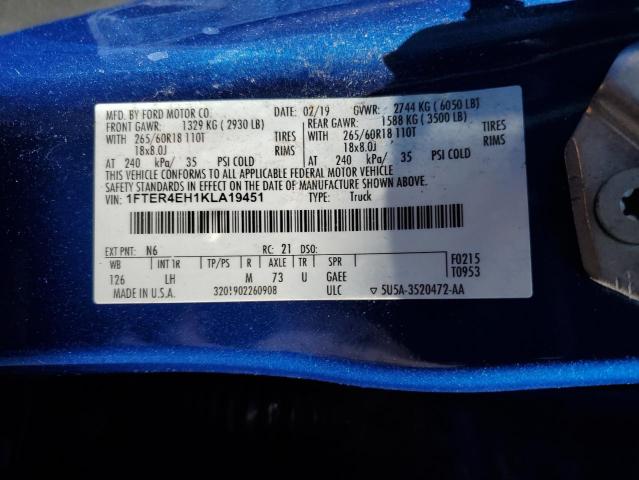 MFD. BY FORD MOTOR CO. DATE: 02/19 GVWR: 2744 KG ( 6050 LB)
FRONT GAWR: 1329 KG ( 2930 LB) REAR GAWR: 1588 KG ( 3500 LB)
WITH 265/60R18 110T TIRES WITH 265/60R18 110T TIRES
18x8.0J RIMS 18x8.0J RIMS
AT 240 kPa/ 35 PSI COLD AT 240 kPa/ 35 PSI COLD
THIS VEHICLE CONFORMS TO ALL APPLICABLE FEDERAL MOTOR VEHICLE
SAFETY STANDARDS IN EFFECT ON THE DATE OF MANUFACTURE SHOWN ABOVE.
VIN: 1FTER4EH1KLA19451 TYPE: Truck
EXT PNT: N6 RC: 21 DSO: F0215
WB INT TR TP/PS R AXLE TR SPR T0953
126 LH M 73 U GAEE
MADE IN U.S.A. 3201902260908 ULC 5U5A-3520472-AA